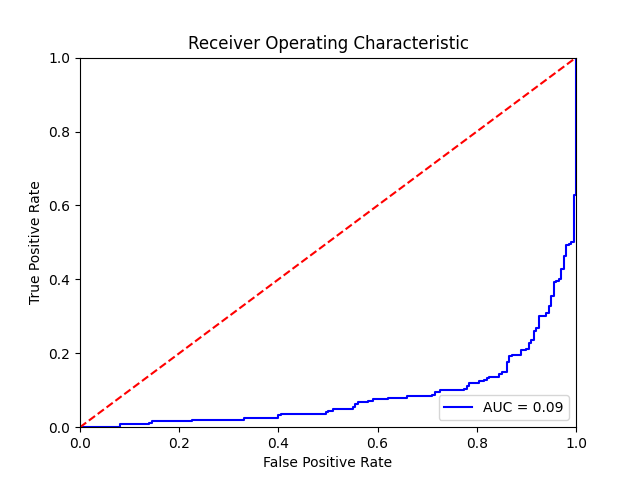 Receiver Operating Characteristic
1.0
0.8
0.6
0.4
0.2
0.0
True Positive Rate
AUC = 0.09
0.0 0.2 0.4 0.6 0.8 1.0
False Positive Rate